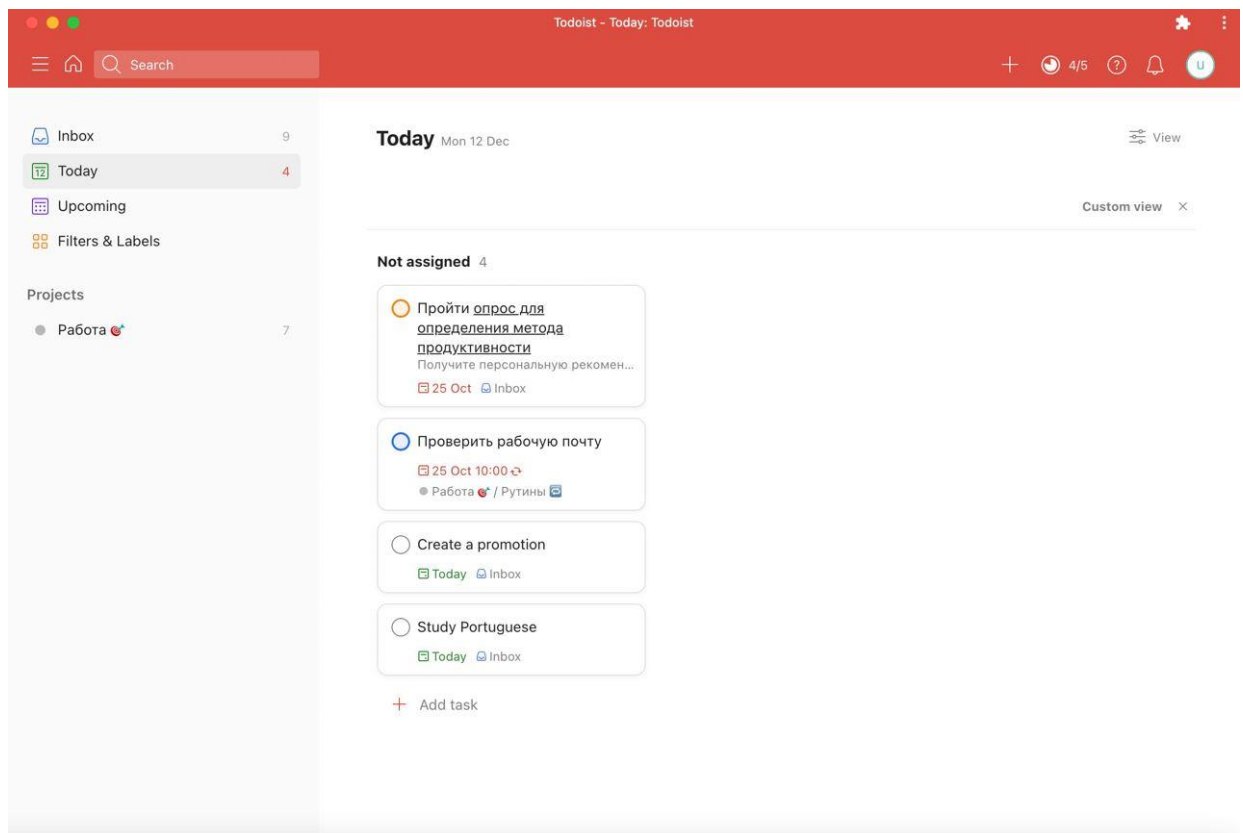 Todoist - Today: Todoist
Search
4/5
U
Inbox 9
12 Today 4
Upcoming
Filters & Labels
Projects
Работа 7
Today Mon 12 Dec
View
Custom view
Not assigned 4
Пройти опрос для
определения метода
продуктивности
Получите персональную рекомен...
25 Oct Inbox
Проверить рабочую почту
25 Oct 10:00
Работа / Рутины
Create a promotion
Today Inbox
Study Portuguese
Today Inbox
Add task